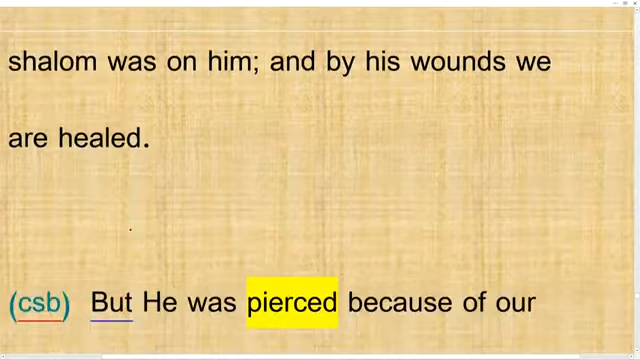 shalom was on him; and by his wounds we
are healed.
(csb) But He was pierced because of our